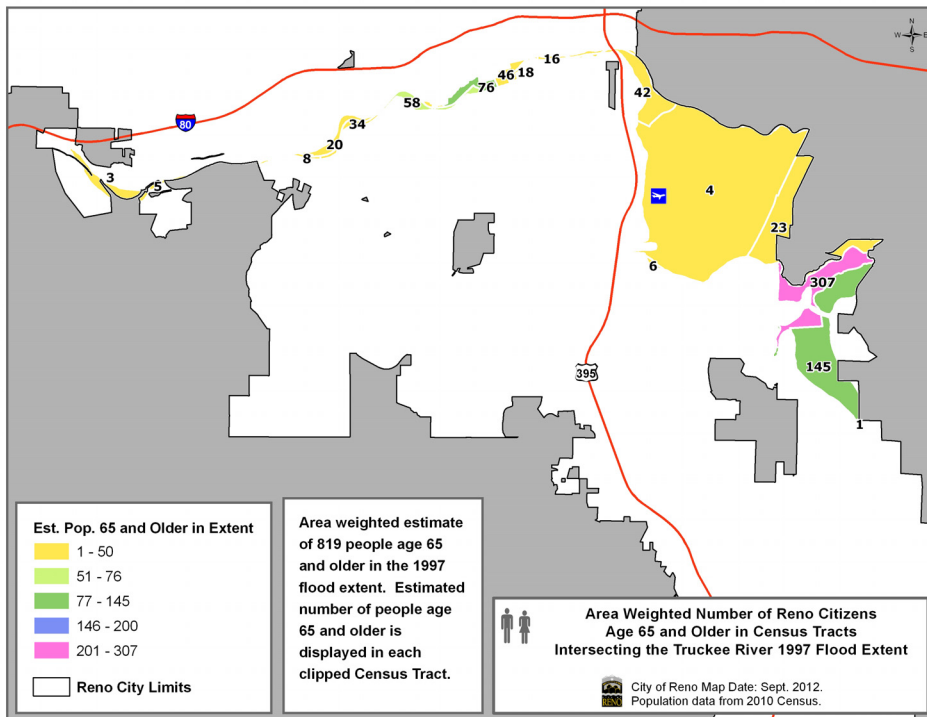 N
W E
S
16
18
46
76
58
42
80
34
20
8
3
5
4
23
6
307
145
395
1
Est. Pop. 65 and Older in Extent
1 - 50
51 - 76
77 - 145
146 - 200
201 - 307
Reno City Limits
Area weighted estimate
of 819 people age 65
and older in the 1997
flood extent. Estimated
number of people age
65 and older is
displayed in each
clipped Census Tract.
Area Weighted Number of Reno Citizens
Age 65 and Older in Census Tracts
Intersecting the Truckee River 1997 Flood Extent
RENO
City of Reno Map Date: Sept. 2012.
Population data from 2010 Census.